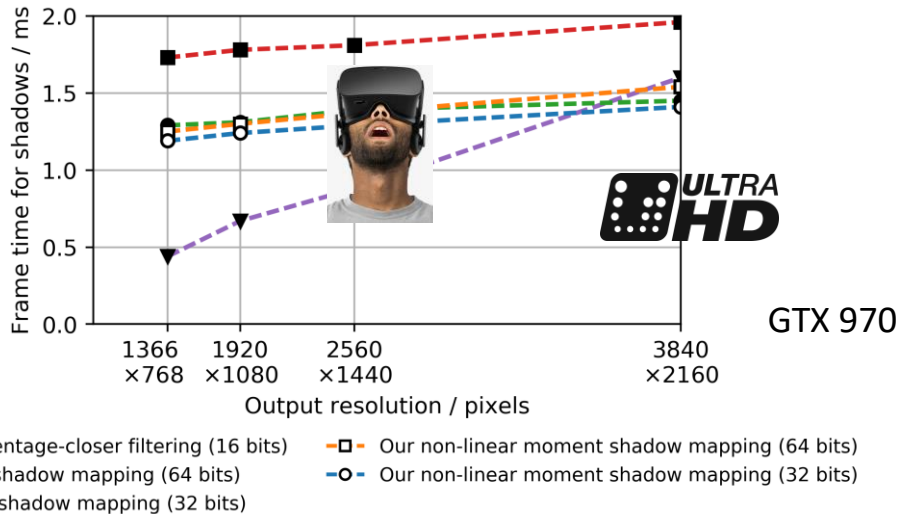 Frame time for shadows / ms
2.0
1.5
1.0
0.5
0.0
ULTRA
HD
GTX 970
1366
×768
1920
×1080
2560
×1440
3840
×2160
Output resolution / pixels
entage-closer filtering (16 bits)
Our non-linear moment shadow mapping (64 bits)
shadow mapping (64 bits)
Our non-linear moment shadow mapping (32 bits)
shadow mapping (32 bits)